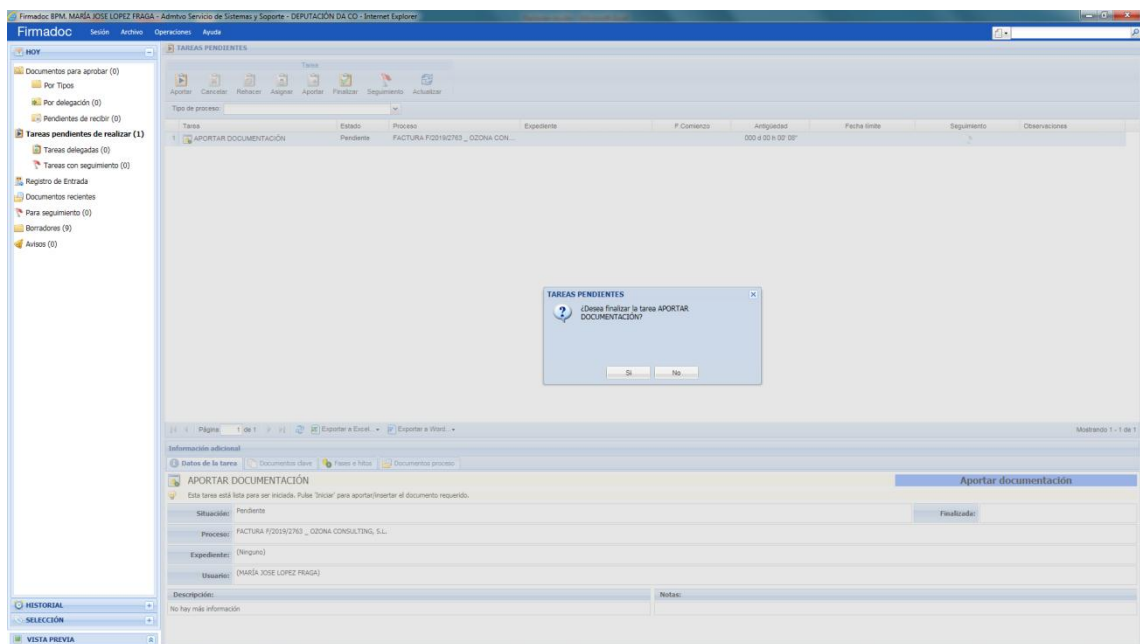 Firmadoc BPM. MARÍA JOSE LOPEZ FRAGA - Admtvo Servicio de Sistemas y Soporte - DEPUTACIÓN DA CO - Internet Explorer
Firmadoc Sesión Archivo Operaciones Ayuda
HOY
Documentos para aprobar (0)
Por Tipos
Por delegación (0)
Pendientes de recibir (0)
Tareas pendientes de realizar (1)
Tareas delegadas (0)
Tareas con seguimiento (0)
Registro de Entrada
Documentos recientes
Para seguimiento (0)
Borradores (9)
Avisos (0)
HISTORIAL
SELECCIÓN
VISTA PREVIA
TAREAS PENDIENTES
Tarea
Aportar Cancelar Rehacer Asignar Aportar Finalizar Seguimiento Actualizar
Tipo de proceso:
Tarea Estado Proceso Expediente F.Comienzo Antigüedad Fecha límite Seguimiento Observaciones
1 APORTAR DOCUMENTACIÓN Pendiente FACTURA F/2019/2763 _ OZONA CON... 000 d 00 h 00' 08"
TAREAS PENDIENTES
¿Desea finalizar la tarea APORTAR
DOCUMENTACIÓN?
Si No
Página 1 de 1 Exportar a Excel... Exportar a Word... Mostrando 1 - 1 de 1
Información adicional
Datos de la tarea Documentos clave Fases e hitos Documentos proceso
APORTAR DOCUMENTACIÓN Aportar documentación
Esta tarea está lista para ser iniciada. Pulse 'Iniciar' para aportar/insertar el documento requerido.
Situación: Pendiente Finalizada:
Proceso: FACTURA F/2019/2763 _ OZONA CONSULTING, S.L.
Expediente: (Ninguno)
Usuario: (MARÍA JOSE LOPEZ FRAGA)
Descripción: Notas:
No hay más información